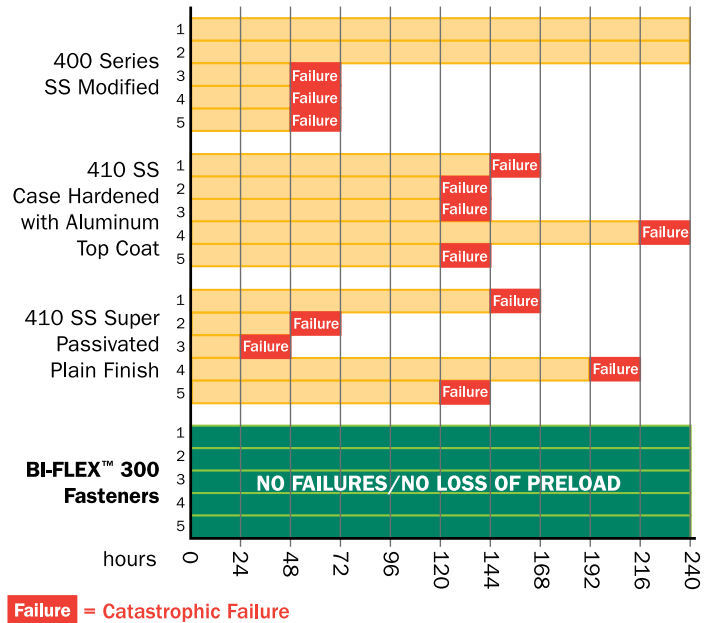 400 Series
SS Modified
1
2
3 Failure
4 Failure
5 Failure
410 SS
Case Hardened
with Aluminum
Top Coat
1 Failure
2 Failure
3 Failure
4 Failure
5 Failure
410 SS Super
Passivated
Plain Finish
1 Failure
2 Failure
3 Failure
4 Failure
5 Failure
BI-FLEX™ 300
Fasteners
1
2
3 NO FAILURES/NO LOSS OF PRELOAD
4
5
hours 0 24 48 72 96 120 144 168 192 216 240
Failure = Catastrophic Failure